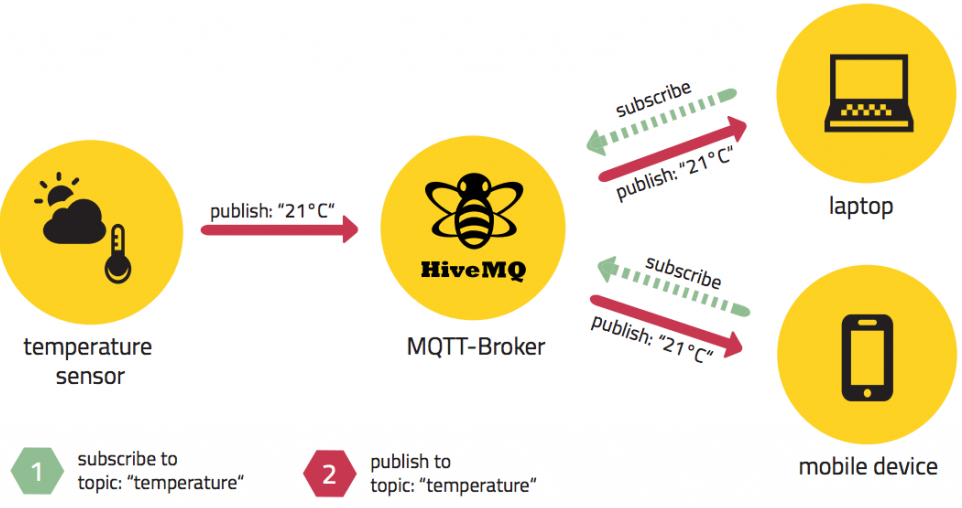 subscribe
publish: “21°C“
laptop
publish: “21°C“
HiveMQ
subscribe
publish: “21°C“
temperature
sensor
MQTT-Broker
mobile device
1
subscribe to
topic: “temperature“
2
publish to
topic: “temperature“